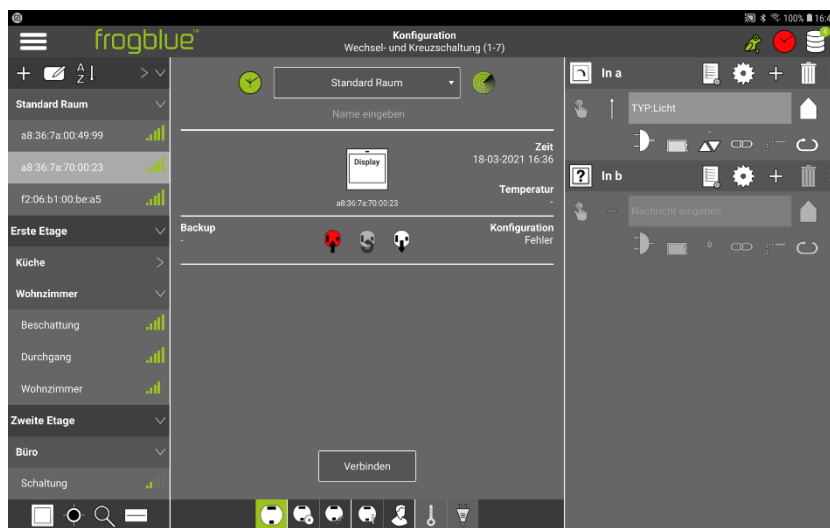 100% 16:4
frogblue™
Konfiguration
Wechsel- und Kreuzschaltung (1-7)
Standard Raum
a8:36:7a:00:49:99
a8:36:7a:70:00:23
f2:06:b1:00:be:a5
Erste Etage
Küche
Wohnzimmer
Beschattung
Durchgang
Wohnzimmer
Zweite Etage
Büro
Schaltung
Standard Raum
Name eingeben
Display
a8:36:7a:70:00:23
Zeit
18-03-2021 16:36
Temperatur
-
Backup
-
Konfiguration
Fehler
Verbinden
In a
TYP:Licht
In b
Nachricht eingeben